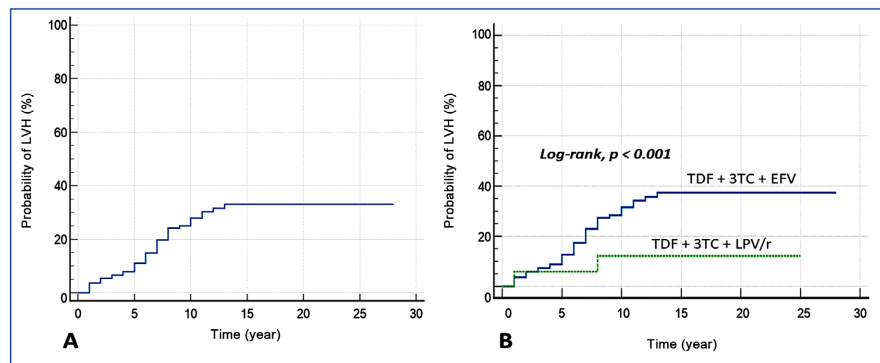 100
80
60
40
20
0
Probability of LVH (%)
0 5 10 15 20 25 30
Time (year)
A
100
80
60
40
20
0
Probability of LVH (%)
Log-rank, p < 0.001
TDF + 3TC + EFV
TDF + 3TC + LPV/r
0 5 10 15 20 25 30
Time (year)
B